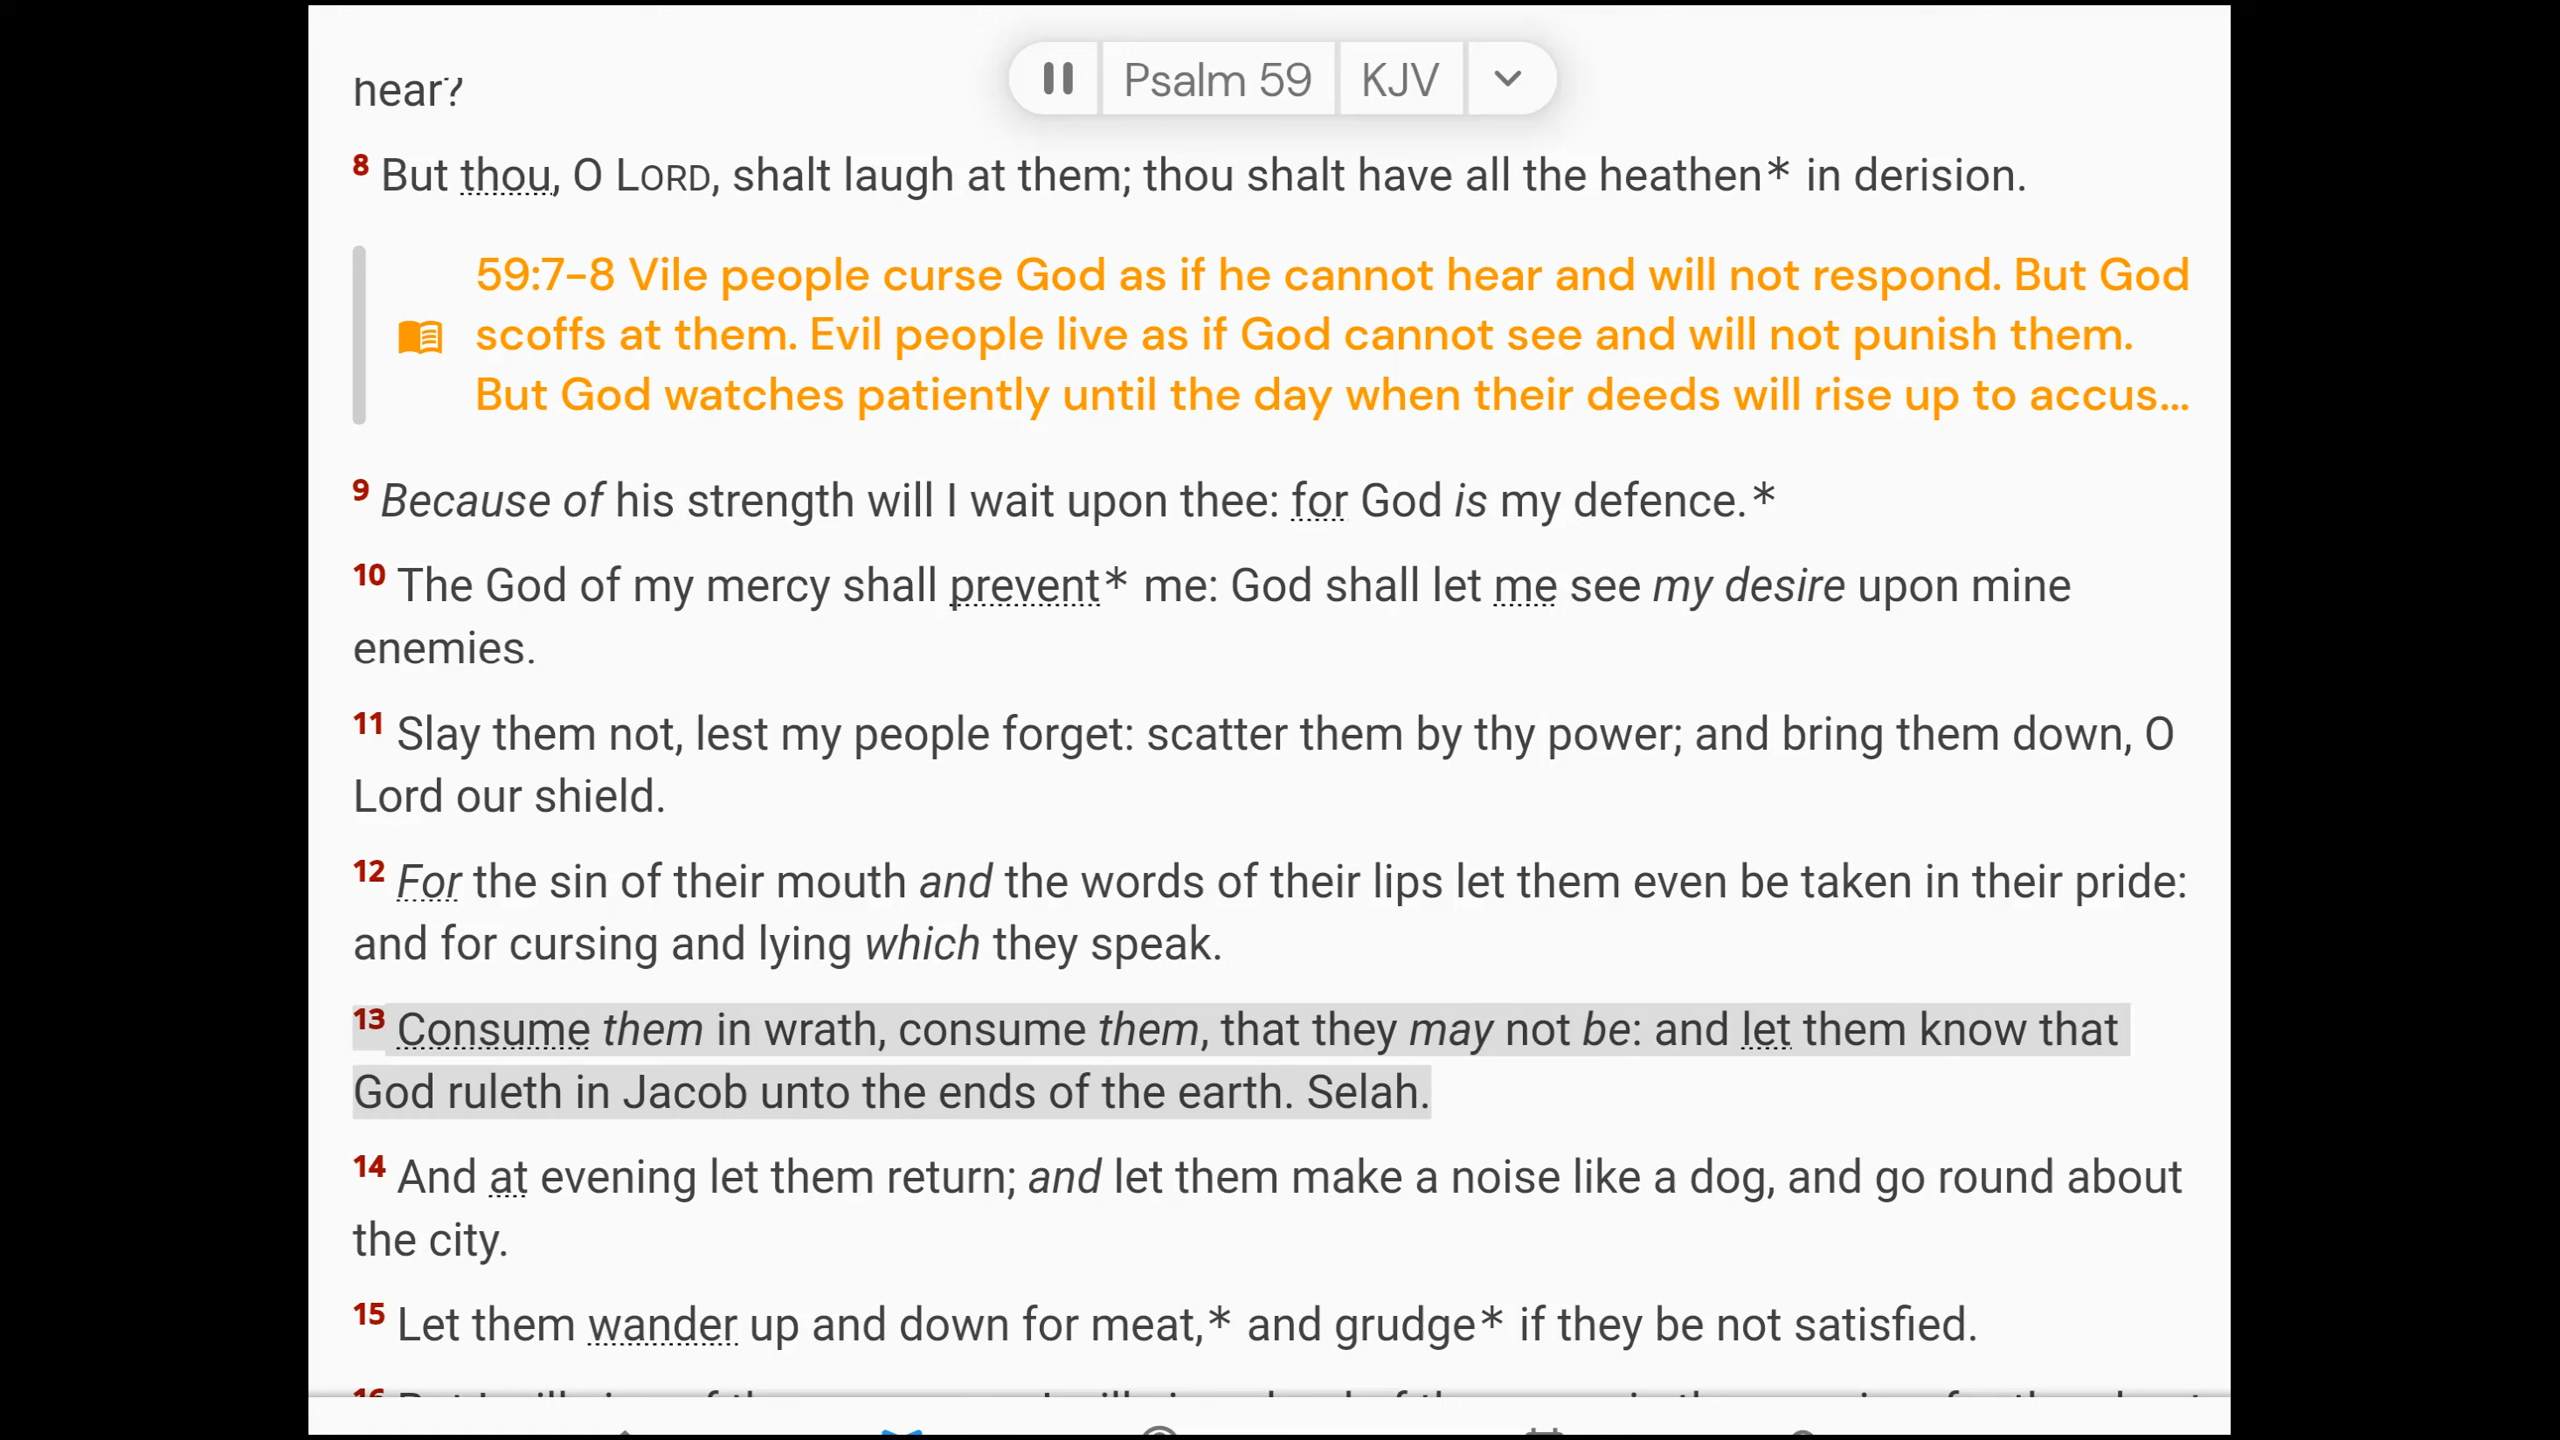 hear?
Psalm 59 KJV
8 But thou, O LORD, shalt laugh at them; thou shalt have all the heathen* in derision.
59:7–8 Vile people curse God as if he cannot hear and will not respond. But God
scoffs at them. Evil people live as if God cannot see and will not punish them.
But God watches patiently until the day when their deeds will rise up to accus...
9 Because of his strength will I wait upon thee: for God is my defence.*
10 The God of my mercy shall prevent* me: God shall let me see my desire upon mine
enemies.
11 Slay them not, lest my people forget: scatter them by thy power; and bring them down, O
Lord our shield.
12 For the sin of their mouth and the words of their lips let them even be taken in their pride:
and for cursing and lying which they speak.
13 Consume them in wrath, consume them, that they may not be: and let them know that
God ruleth in Jacob unto the ends of the earth. Selah.
14 And at evening let them return; and let them make a noise like a dog, and go round about
the city.
15 Let them wander up and down for meat,* and grudge* if they be not satisfied.